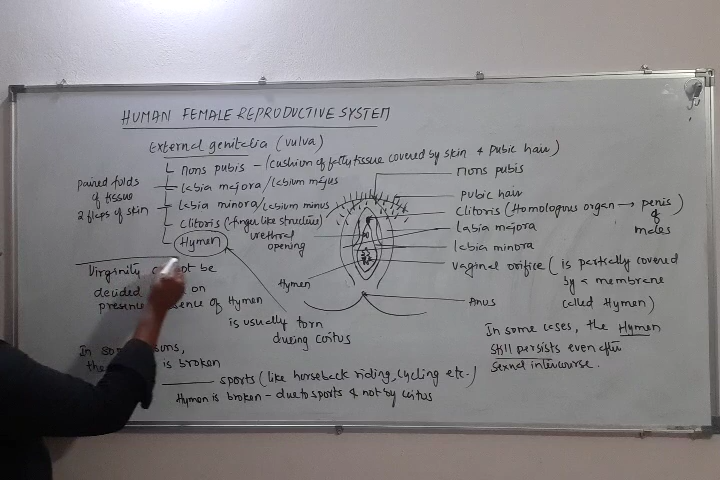 HUMAN FEMALE REPRODUCTIVE SYSTEM
External genitalia (vulva)
Mons pubis - (cushion of fatty tissue covered by skin & pubic hair)
labia majora/labium majus
labia minora/labium minus
clitoris (finger like structure)
Hymen
paired folds
of tissue
2 flaps of skin
urethral
opening
Hymen
mons pubis
pubic hair
clitoris (Homologous organ → penis)
of
males
labia majora
labia minora
vaginal orifice (is partially covered
by a membrane
called Hymen)
Anus
Virginity be
decided on
of Hymen
is usually torn
during coitus
In
the is broken
sports (like horseback riding, cycling etc.)
Hymen is broken - due to sports & not by coitus
In some cases, the Hymen
still persists even after
sexual intercourse.